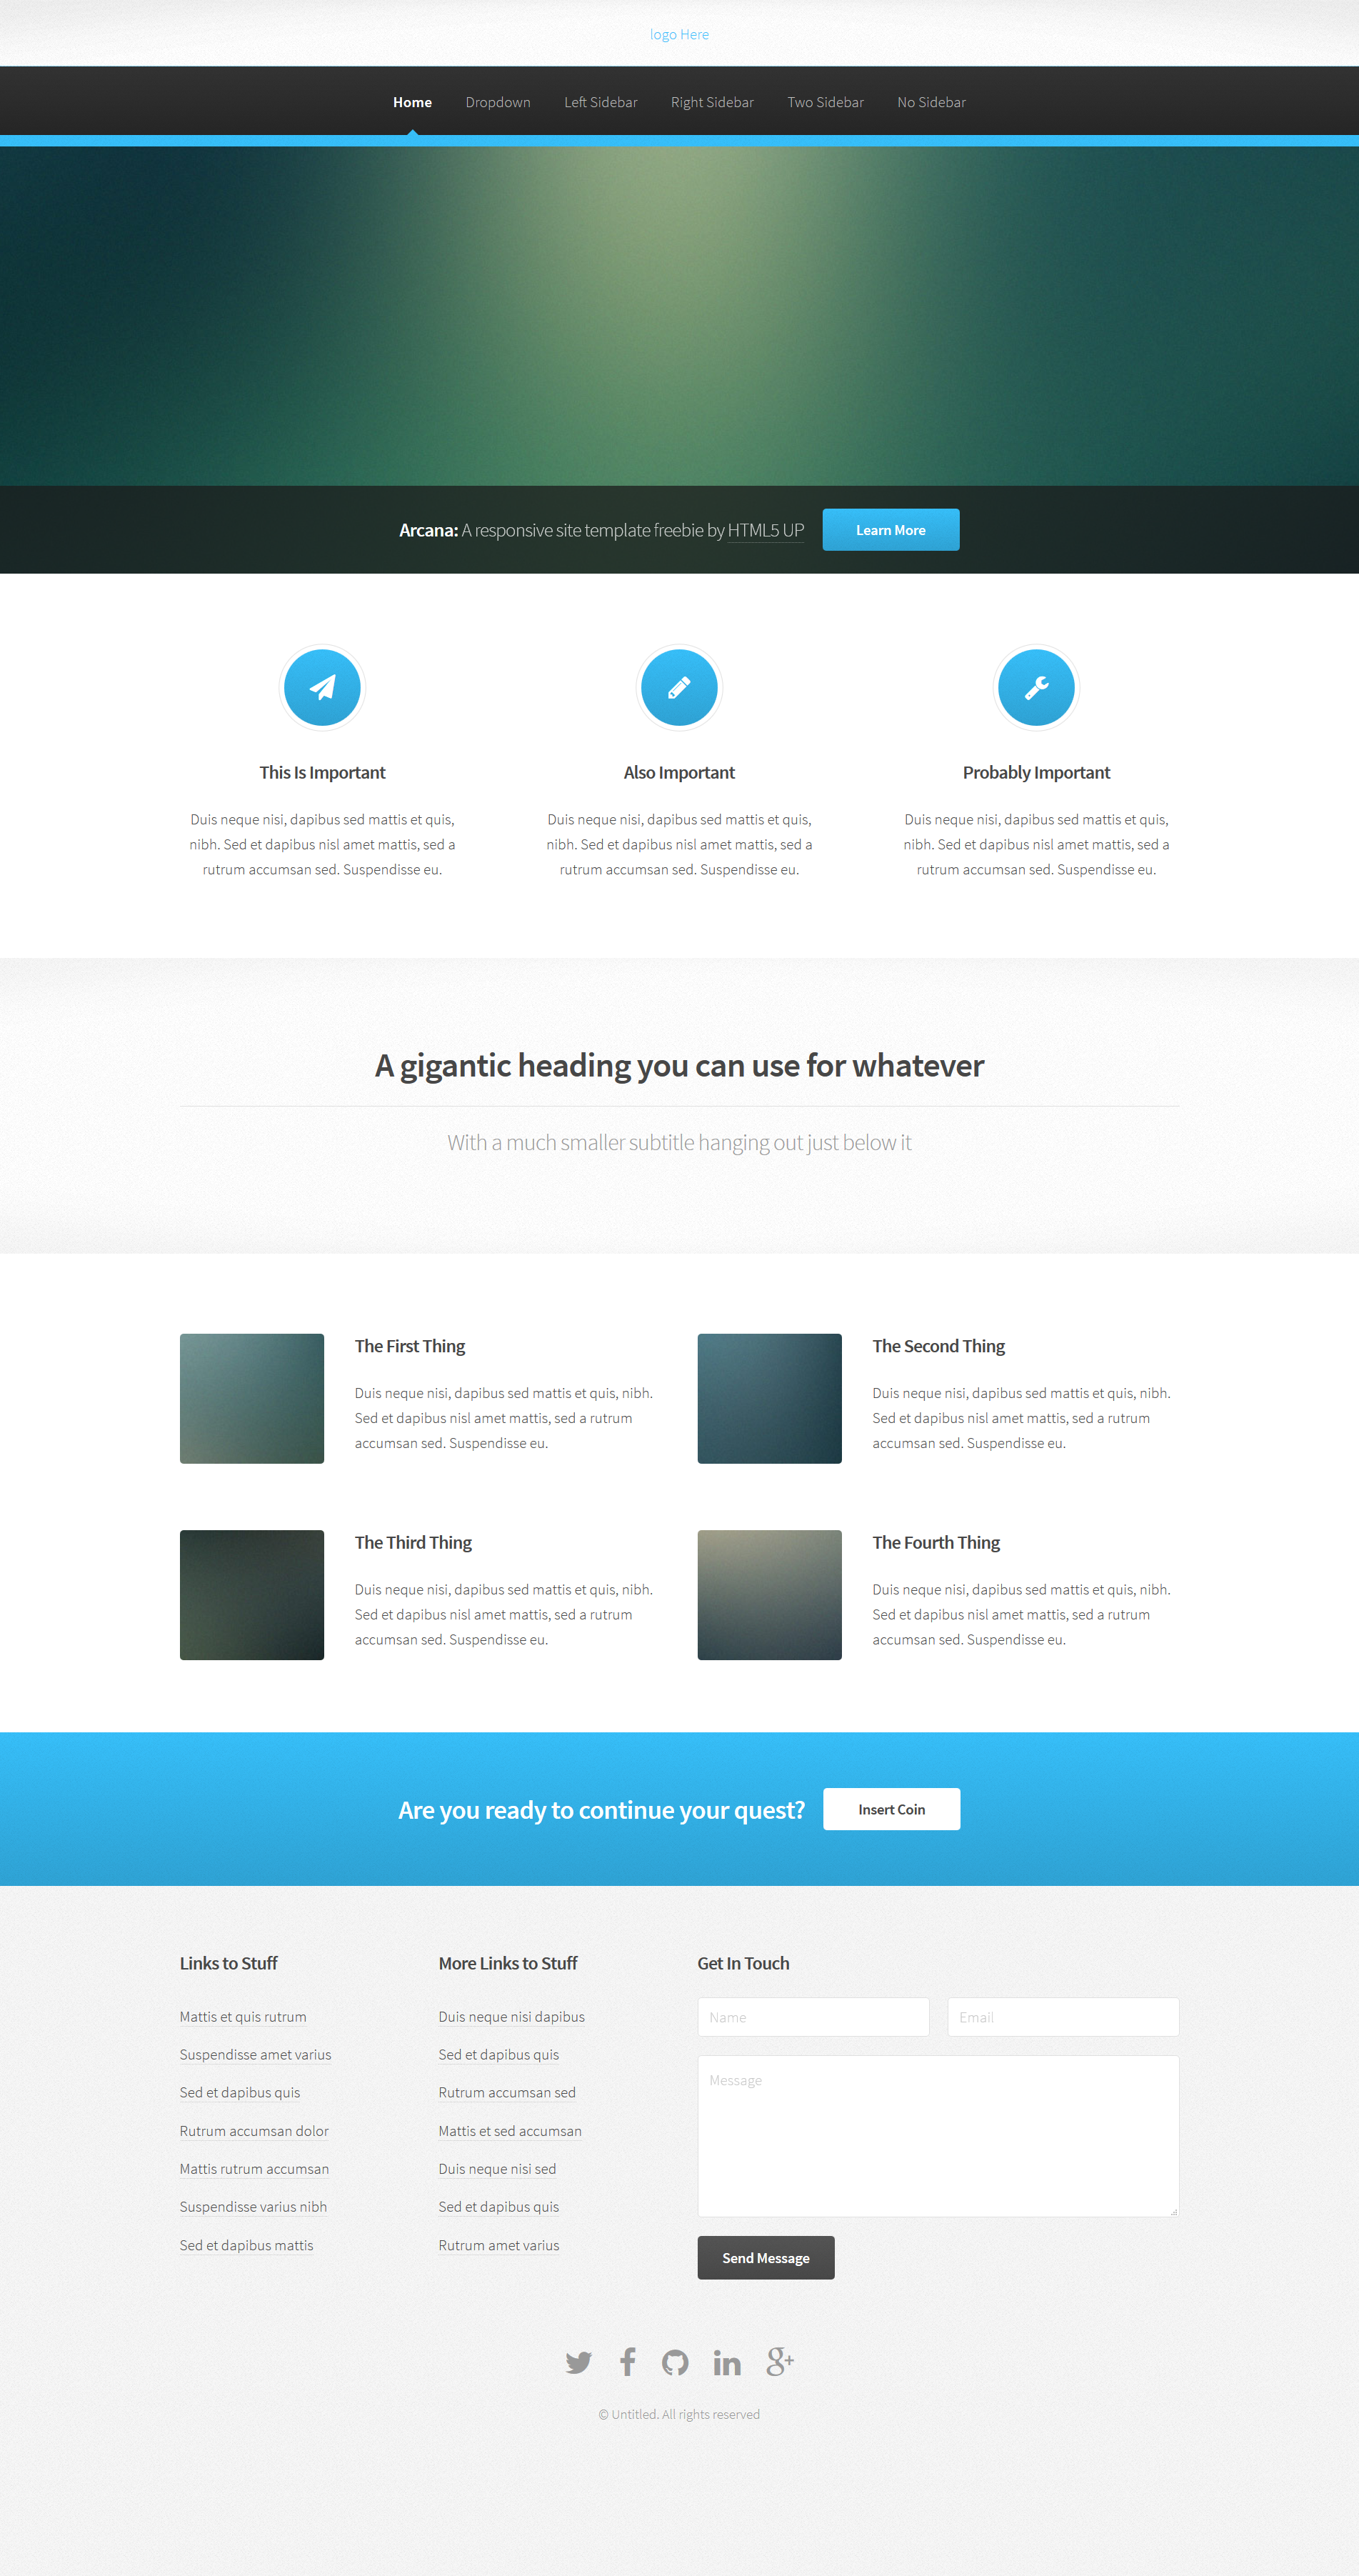 logo Here
Home Dropdown Left Sidebar Right Sidebar Two Sidebar No Sidebar
Arcana: A responsive site template freebie by HTML5 UP
Learn More
This Is Important
Duis neque nisi, dapibus sed mattis et quis,
nibh. Sed et dapibus nisl amet mattis, sed a
rutrum accumsan sed. Suspendisse eu.
Also Important
Duis neque nisi, dapibus sed mattis et quis,
nibh. Sed et dapibus nisl amet mattis, sed a
rutrum accumsan sed. Suspendisse eu.
Probably Important
Duis neque nisi, dapibus sed mattis et quis,
nibh. Sed et dapibus nisl amet mattis, sed a
rutrum accumsan sed. Suspendisse eu.
A gigantic heading you can use for whatever
With a much smaller subtitle hanging out just below it
The First Thing
Duis neque nisi, dapibus sed mattis et quis, nibh.
Sed et dapibus nisl amet mattis, sed a rutrum
accumsan sed. Suspendisse eu.
The Second Thing
Duis neque nisi, dapibus sed mattis et quis, nibh.
Sed et dapibus nisl amet mattis, sed a rutrum
accumsan sed. Suspendisse eu.
The Third Thing
Duis neque nisi, dapibus sed mattis et quis, nibh.
Sed et dapibus nisl amet mattis, sed a rutrum
accumsan sed. Suspendisse eu.
The Fourth Thing
Duis neque nisi, dapibus sed mattis et quis, nibh.
Sed et dapibus nisl amet mattis, sed a rutrum
accumsan sed. Suspendisse eu.
Are you ready to continue your quest?
Insert Coin
Links to Stuff
Mattis et quis rutrum
Suspendisse amet varius
Sed et dapibus quis
Rutrum accumsan dolor
Mattis rutrum accumsan
Suspendisse varius nibh
Sed et dapibus mattis
More Links to Stuff
Duis neque nisi dapibus
Sed et dapibus quis
Rutrum accumsan sed
Mattis et sed accumsan
Duis neque nisi sed
Sed et dapibus quis
Rutrum amet varius
Get In Touch
Name
Email
Message
Send Message
© Untitled. All rights reserved